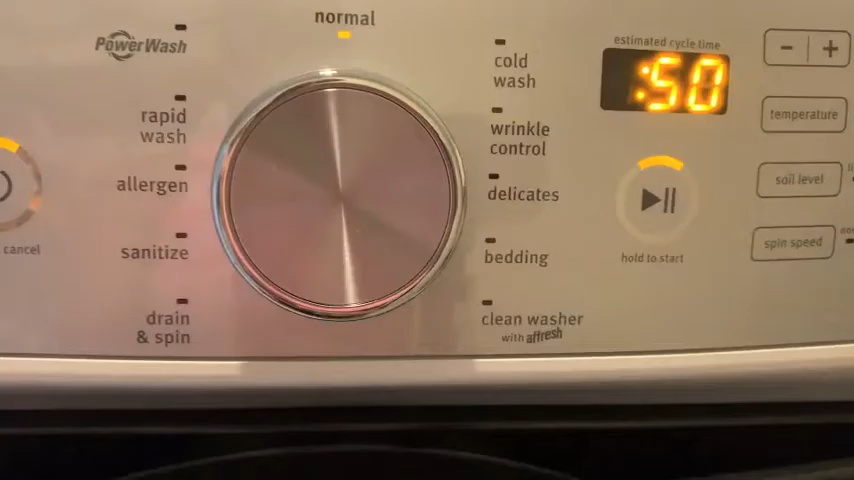 normal
PowerWash
rapid
wash
allergen
sanitize
drain
& spin
cold
wash
wrinkle
control
delicates
bedding
clean washer
with affresh
estimated cycle time
:50
hold to start
cancel
- +
temperature
soil level
spin speed